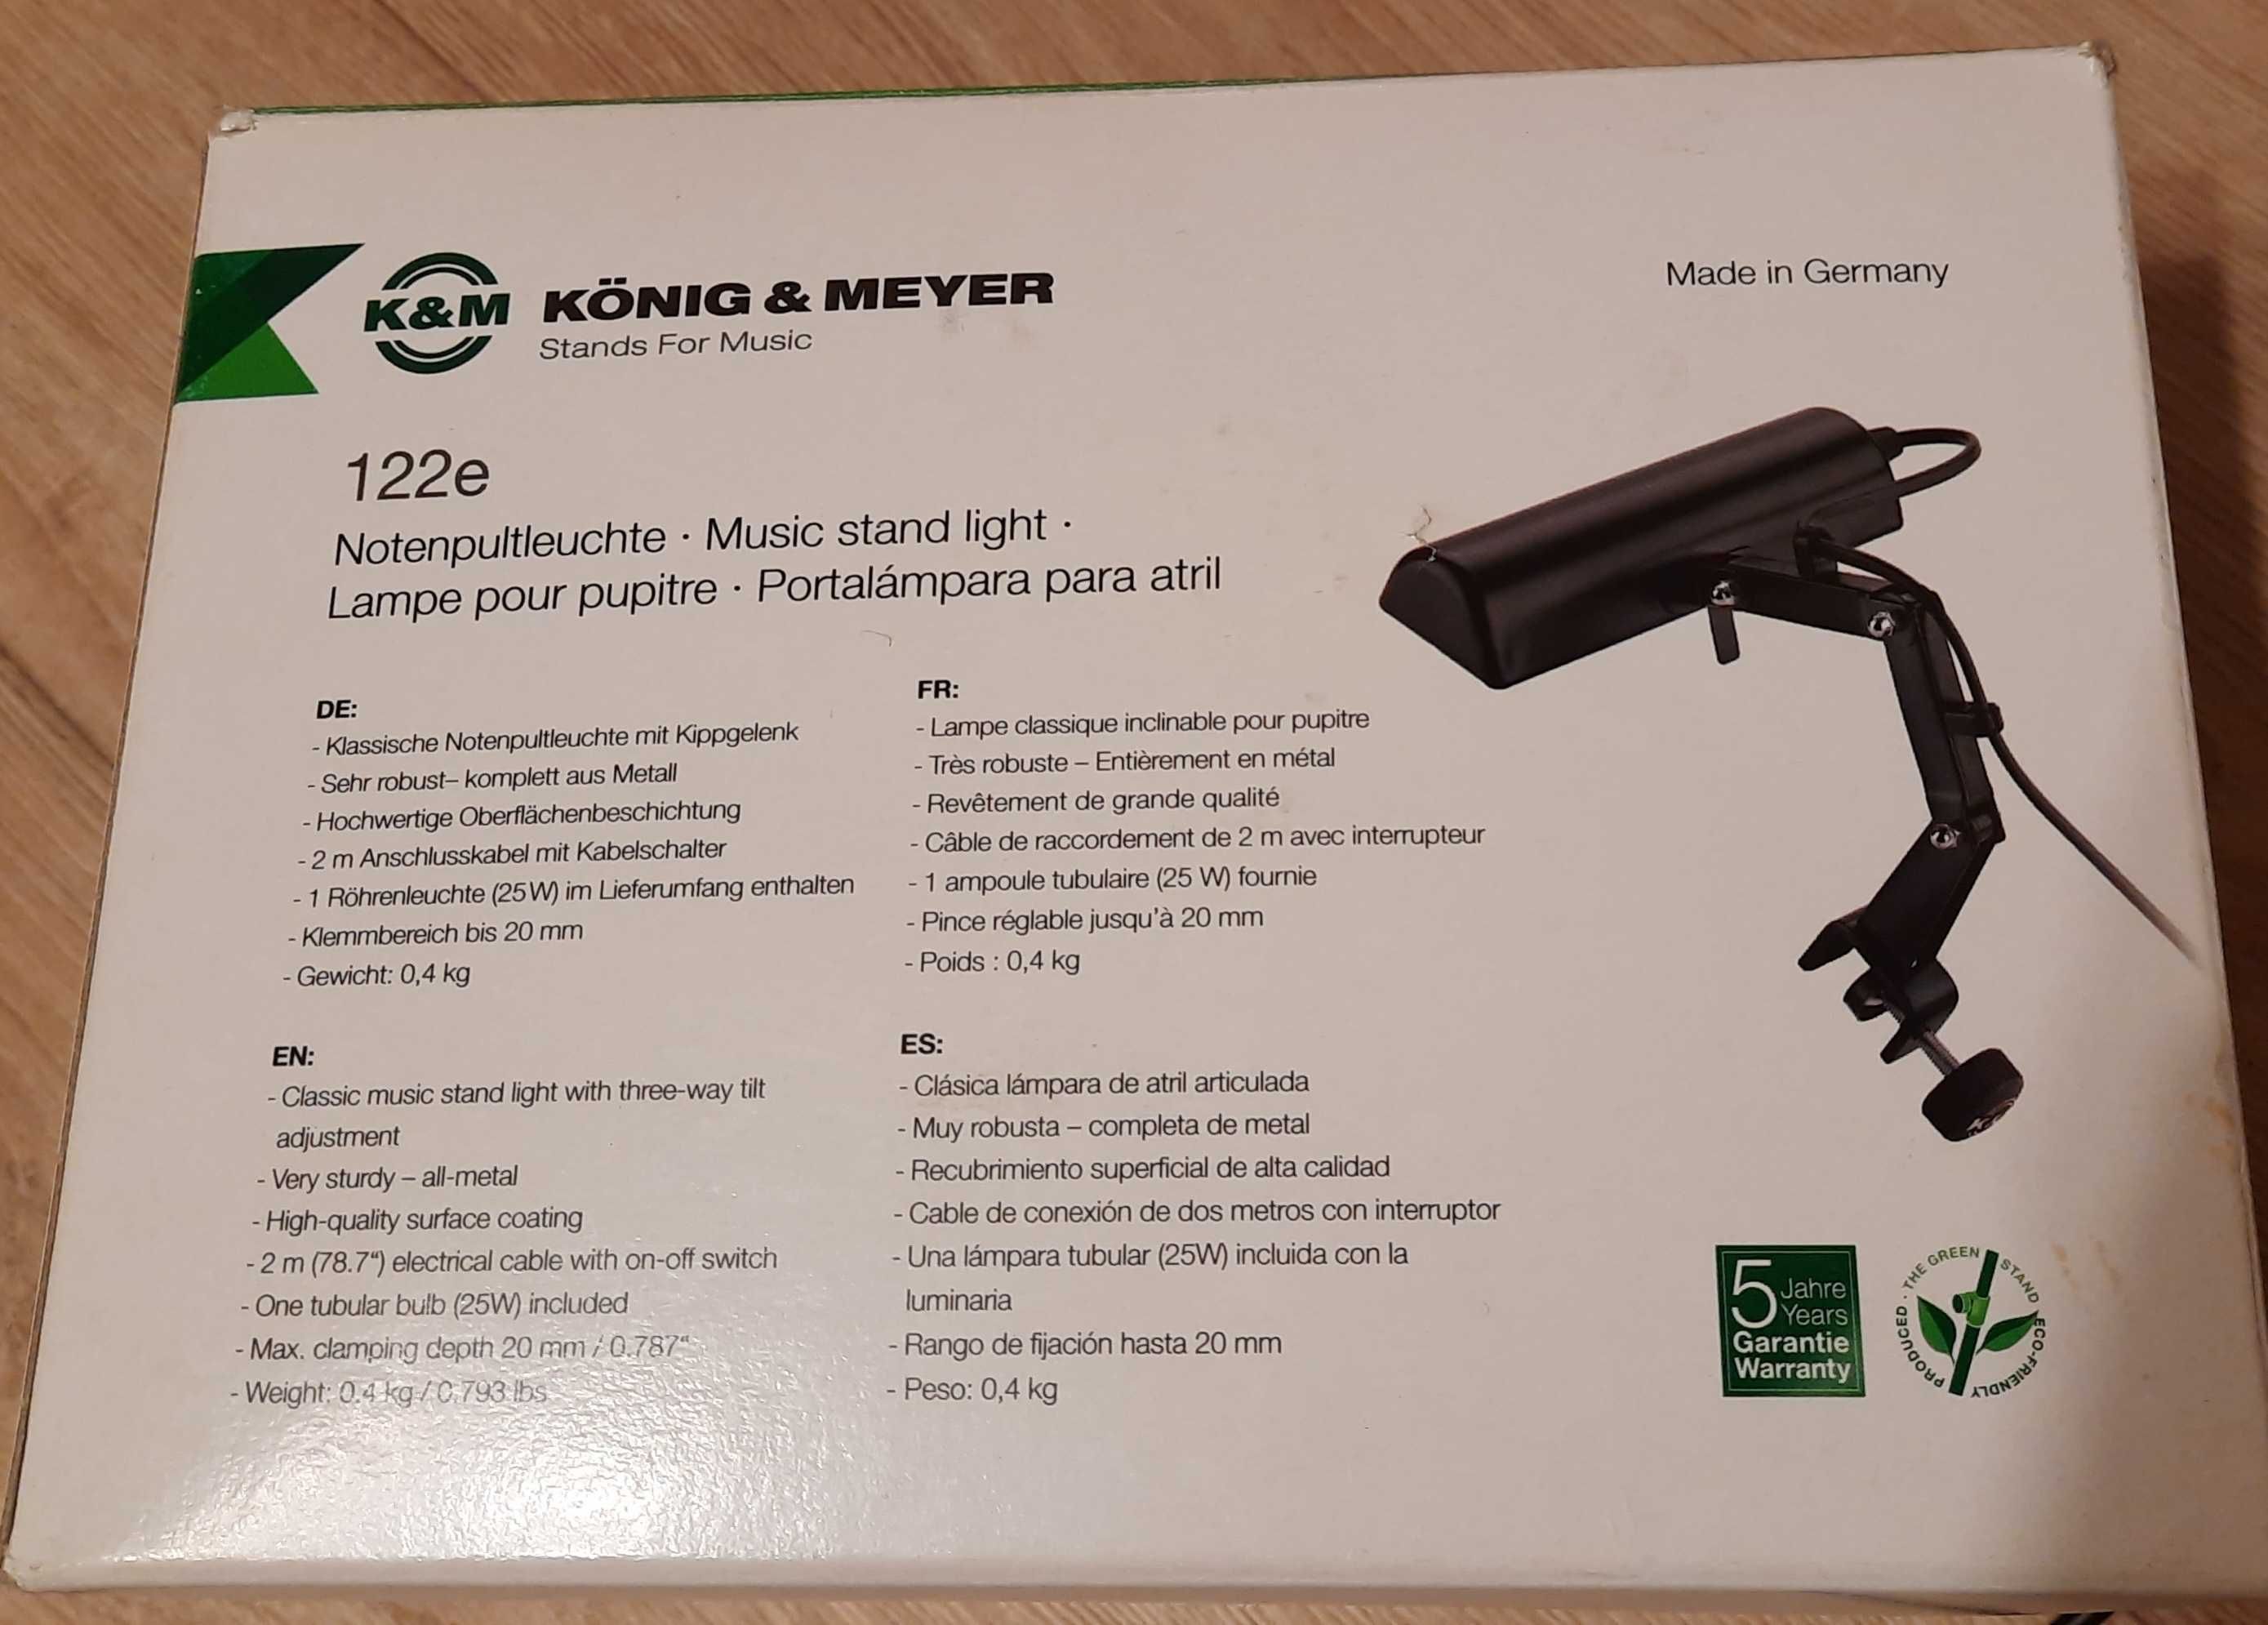 K&M KÖNIG & MEYER
Stands For Music
Made in Germany
122e
Notenpultleuchte · Music stand light ·
Lampe pour pupitre · Portalámpara para atril
DE:
- Klassische Notenpultleuchte mit Kippgelenk
- Sehr robust– komplett aus Metall
- Hochwertige Oberflächenbeschichtung
- 2 m Anschlusskabel mit Kabelschalter
- 1 Röhrenleuchte (25 W) im Lieferumfang enthalten
- Klemmbereich bis 20 mm
- Gewicht: 0,4 kg
FR:
- Lampe classique inclinable pour pupitre
- Très robuste – Entièrement en métal
- Revêtement de grande qualité
- Câble de raccordement de 2 m avec interrupteur
- 1 ampoule tubulaire (25 W) fournie
- Pince réglable jusqu'à 20 mm
- Poids : 0,4 kg
EN:
- Classic music stand light with three-way tilt
adjustment
- Very sturdy – all-metal
- High-quality surface coating
- 2 m (78.7“) electrical cable with on-off switch
- One tubular bulb (25W) included
- Max. clamping depth 20 mm / 0.787“
- Weight: 0.4 kg / 0.793 lbs
ES:
- Clásica lámpara de atril articulada
- Muy robusta – completa de metal
- Recubrimiento superficial de alta calidad
- Cable de conexión de dos metros con interruptor
- Una lámpara tubular (25W) incluida con la
luminaria
- Rango de fijación hasta 20 mm
- Peso: 0,4 kg
5 Jahre
Years
Garantie
Warranty
THE GREEN STAND ECO-FRIENDLY PRODUCED ·